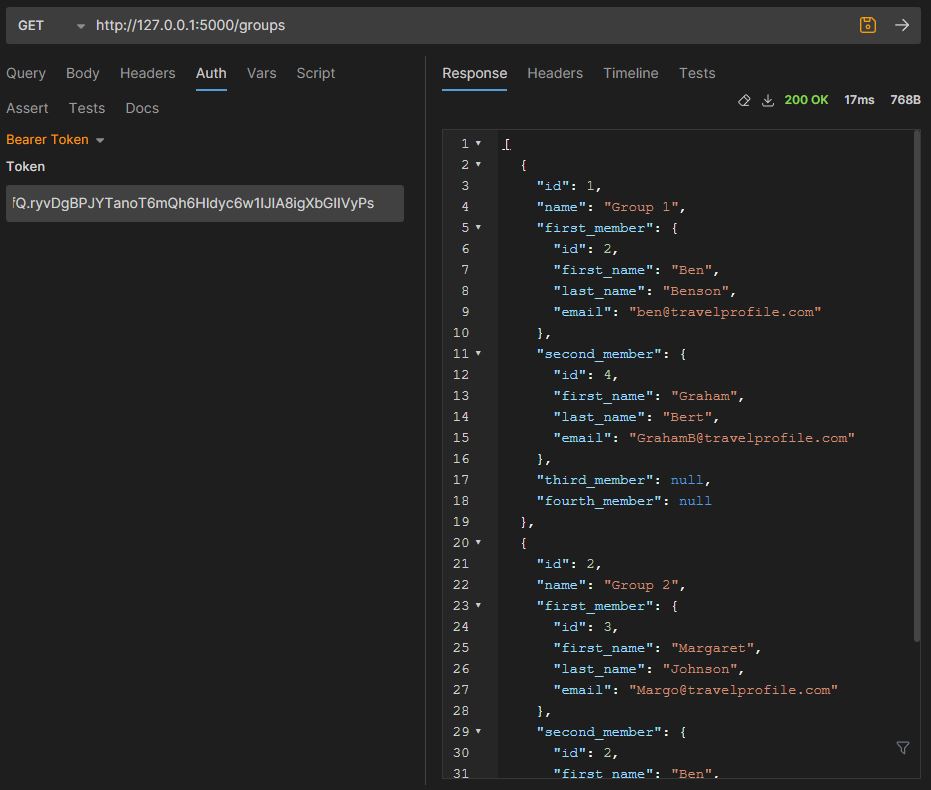 GET http://127.0.0.1:5000/groups
Query Body Headers Auth Vars Script
Assert Tests Docs
Bearer Token
Token
fQ.ryvDgBPJYTanoT6mQh6HIdyc6w1IJlA8igXbGIIVyPs
Response Headers Timeline Tests
200 OK 17ms 768B
1 [
2 {
3 "id": 1,
4 "name": "Group 1",
5 "first_member": {
6 "id": 2,
7 "first_name": "Ben",
8 "last_name": "Benson",
9 "email": "ben@travelprofile.com"
10 },
11 "second_member": {
12 "id": 4,
13 "first_name": "Graham",
14 "last_name": "Bert",
15 "email": "GrahamB@travelprofile.com"
16 },
17 "third_member": null,
18 "fourth_member": null
19 },
20 {
21 "id": 2,
22 "name": "Group 2",
23 "first_member": {
24 "id": 3,
25 "first_name": "Margaret",
26 "last_name": "Johnson",
27 "email": "Margo@travelprofile.com"
28 },
29 "second_member": {
30 "id": 2,
31 "first_name": "Ben",